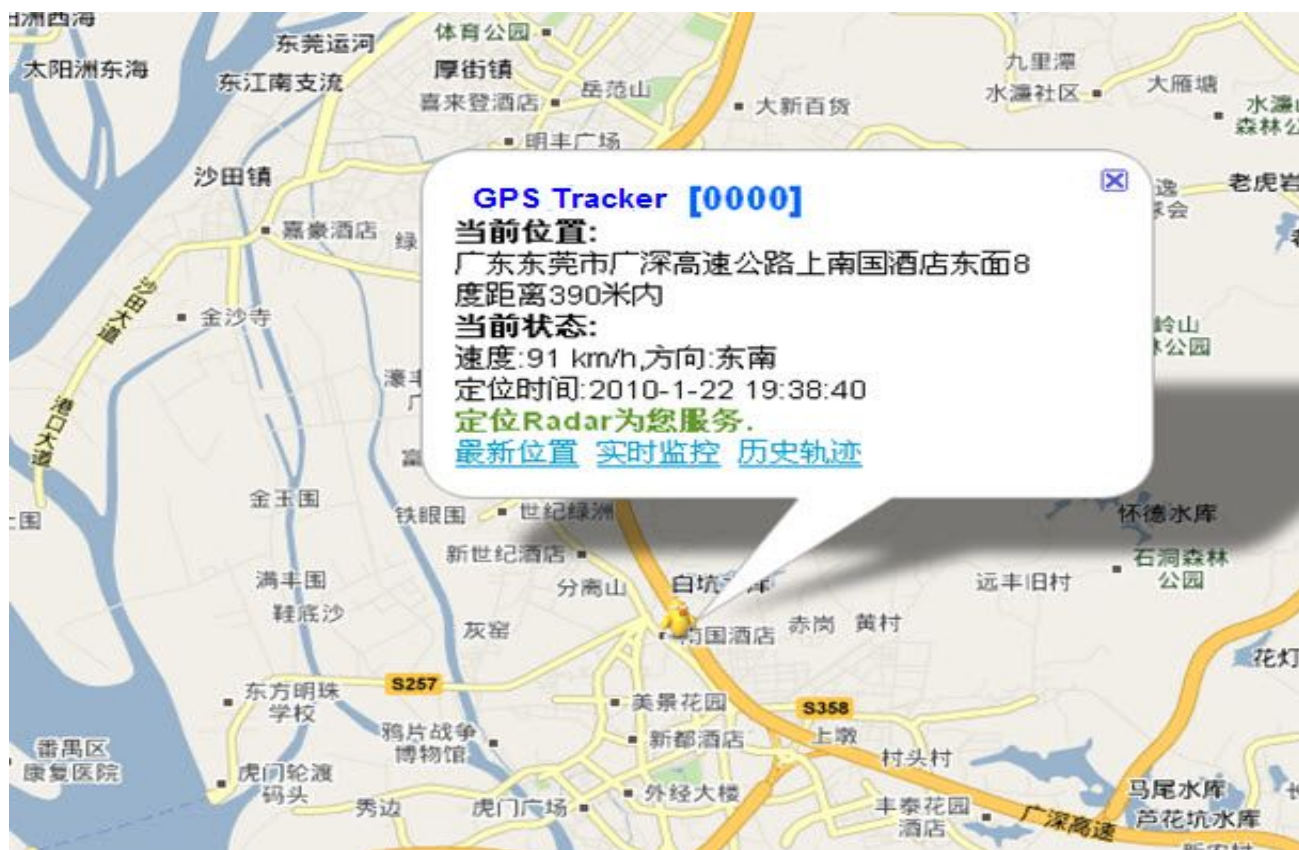 体育公园
东莞运河
九里潭
太阳洲东海
东江南支流
厚街镇
大雁塘
喜来登酒店
岳范山
大新百货
水濂社区
森林公
明丰广场
沙田镇
老虎岩
嘉豪酒店
绿
GPS Tracker [0000]
当前位置:
广东东莞市广深高速公路上南国酒店东面8
度距离390米内
当前状态:
速度:91 km/h,方向:东南
定位时间:2010-1-22 19:38:40
定位Radar为您服务.
最新位置 实时监控 历史轨迹
沙田大道
金沙寺
港口大道
金玉围
铁眼围
世纪绿洲
怀德水库
新世纪酒店
石洞森林
公园
满丰围
分离山
远丰旧村
鞋底沙
灰窑
南国酒店
赤岗
黄村
花灯
S257
东方明珠
学校
美景花园
S358
鸦片战争
博物馆
新都酒店
上墩
番禺区
康复医院
村头村
虎门轮渡
码头
外经大楼
马尾水库
秀边
虎门广场
丰泰花园
酒店
广深高速
芦花坑水库